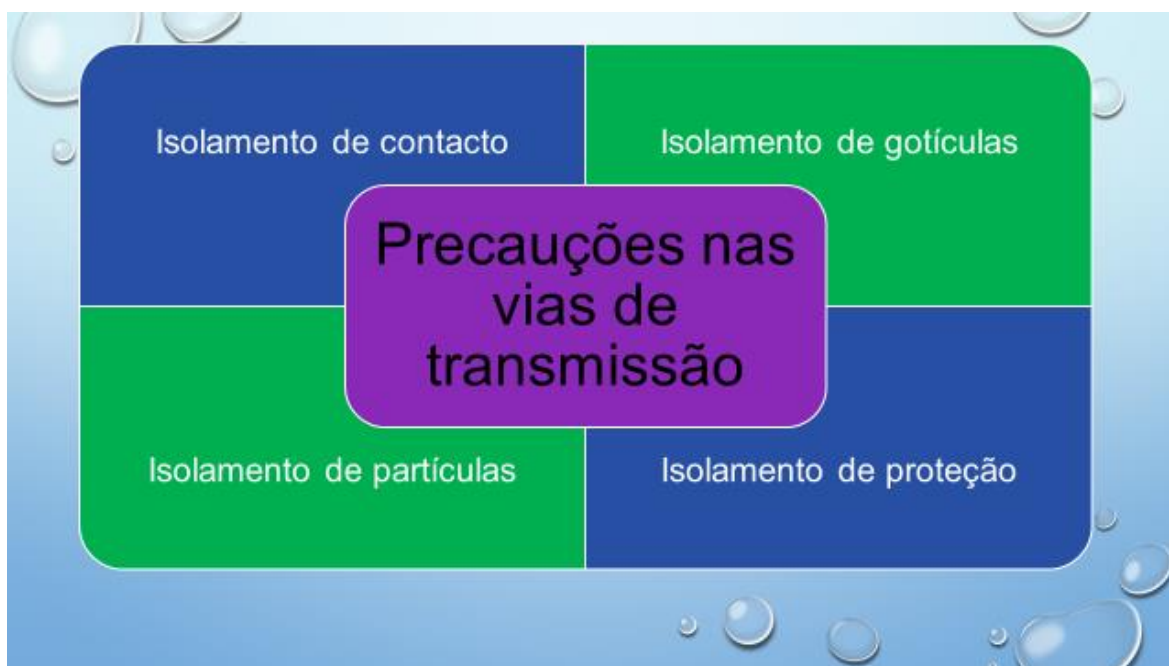 Isolamento de contacto
Isolamento de gotículas
Precauções nas
vias de
transmissão
Isolamento de partículas
Isolamento de proteção